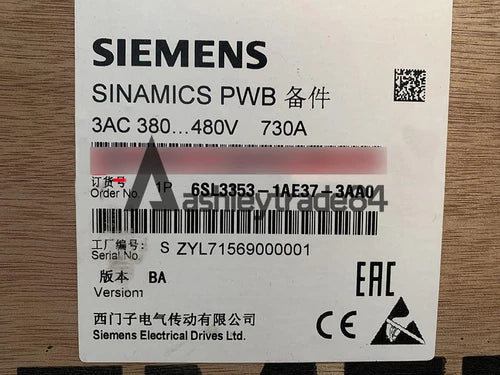 SIEMENS
SINAMICS PWB 备件
3AC 380...480V 730A
订货号
Order No. 1P 6SL3353-1AE37-3AA0
ashleytrade84
工厂编号:
Serial No. S ZYL71569000001
版本 BA
Version:
EAC
西门子电气传动有限公司
Siemens Electrical Drives Ltd.